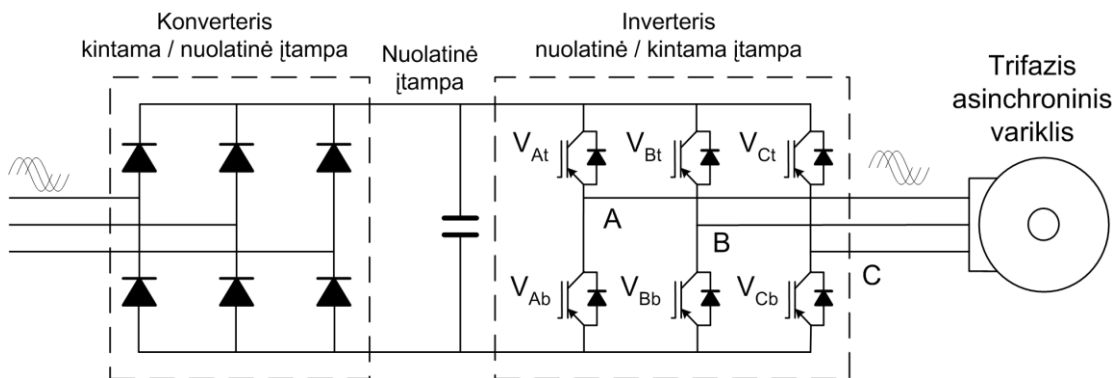 Konverteris
kintama / nuolatinė įtampa
Nuolatinė
įtampa
Inverteris
nuolatinė / kintama įtampa
Trifazis
asinchroninis
variklis
V_At
V_Bt
V_Ct
A
B
C
V_Ab
V_Bb
V_Cb